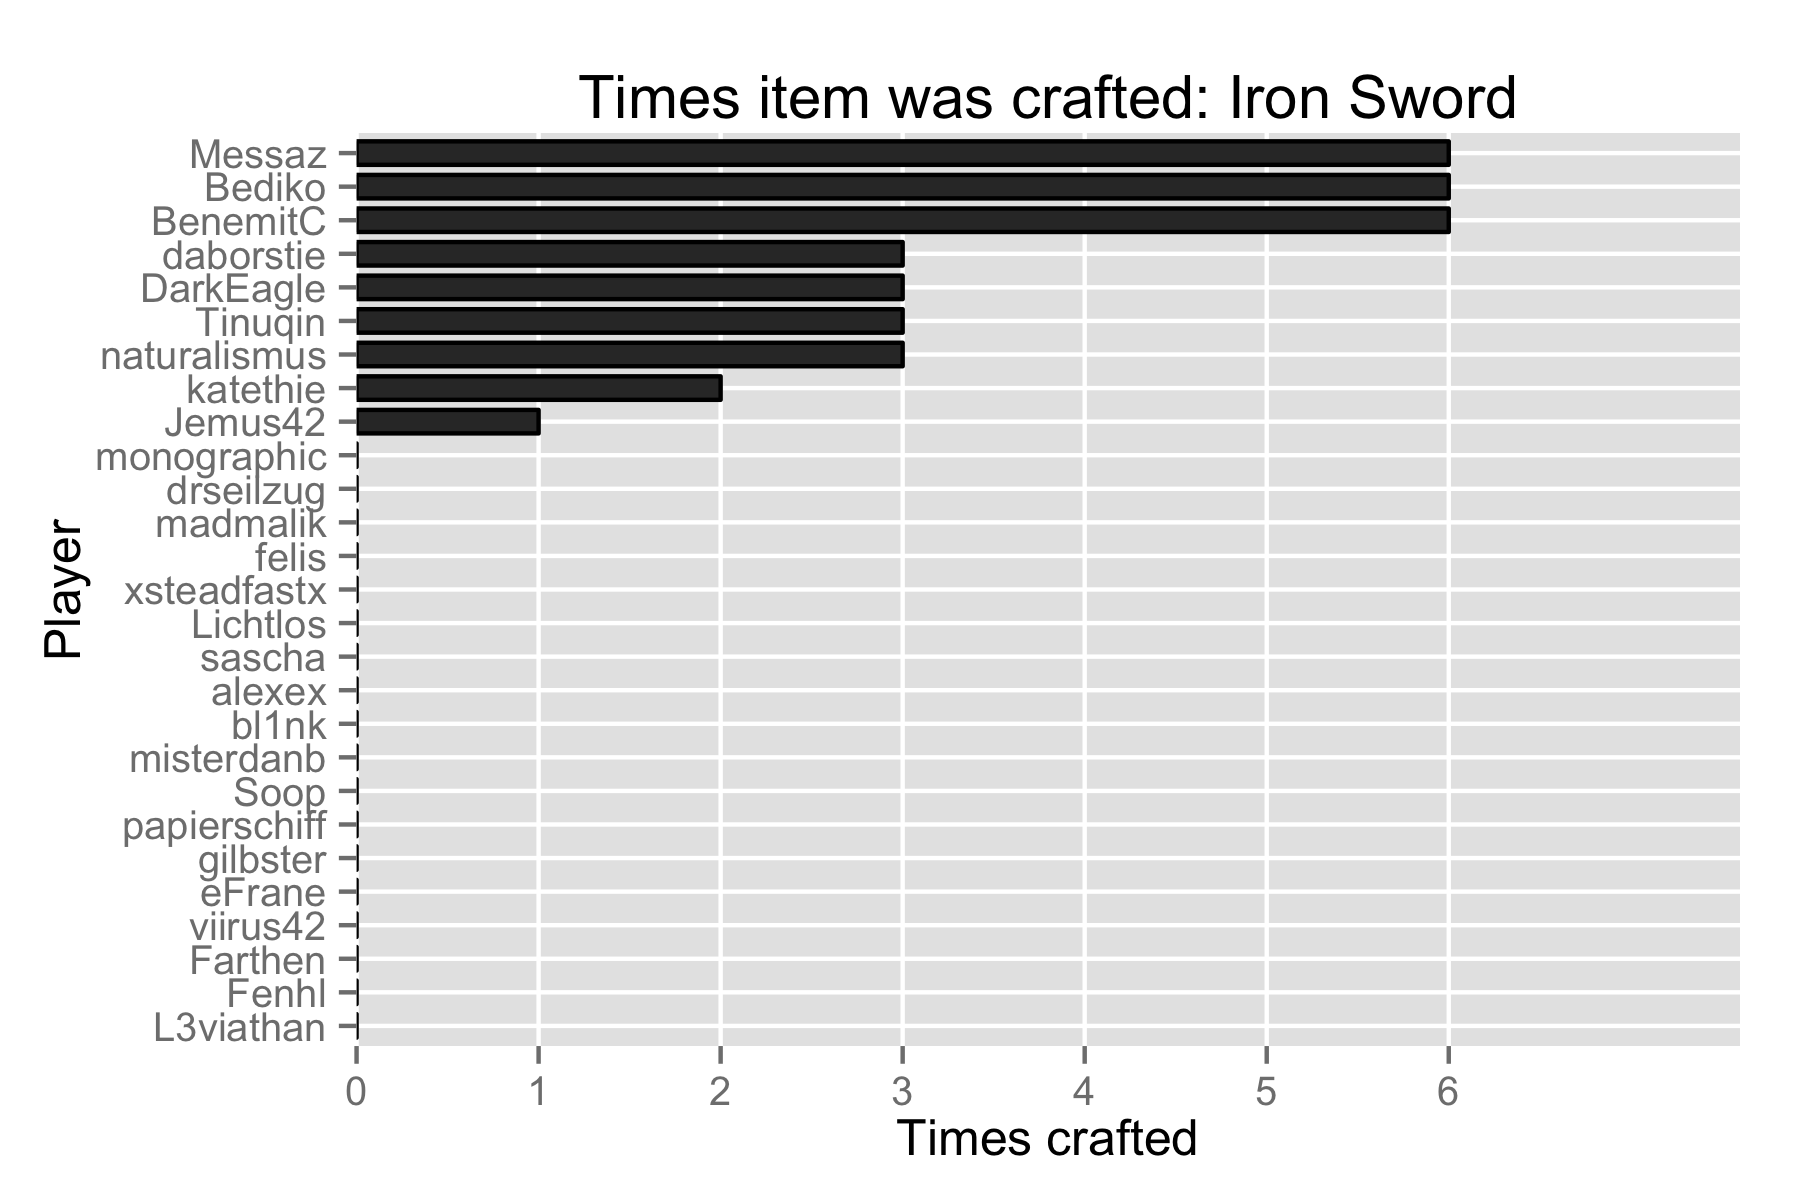 Times item was crafted: Iron Sword
Messaz
Bediko
BenemitC
daborstie
DarkEagle
Tinuqin
naturalismus
katethie
Jemus42
monographic
drseilzug
madmalik
felis
xsteadfastx
Lichtlos
sascha
alexex
bl1nk
misterdanb
Soop
papierschiff
gilbster
eFrane
viirus42
Farthen
Fenhl
L3viathan
Player
0 1 2 3 4 5 6
Times crafted